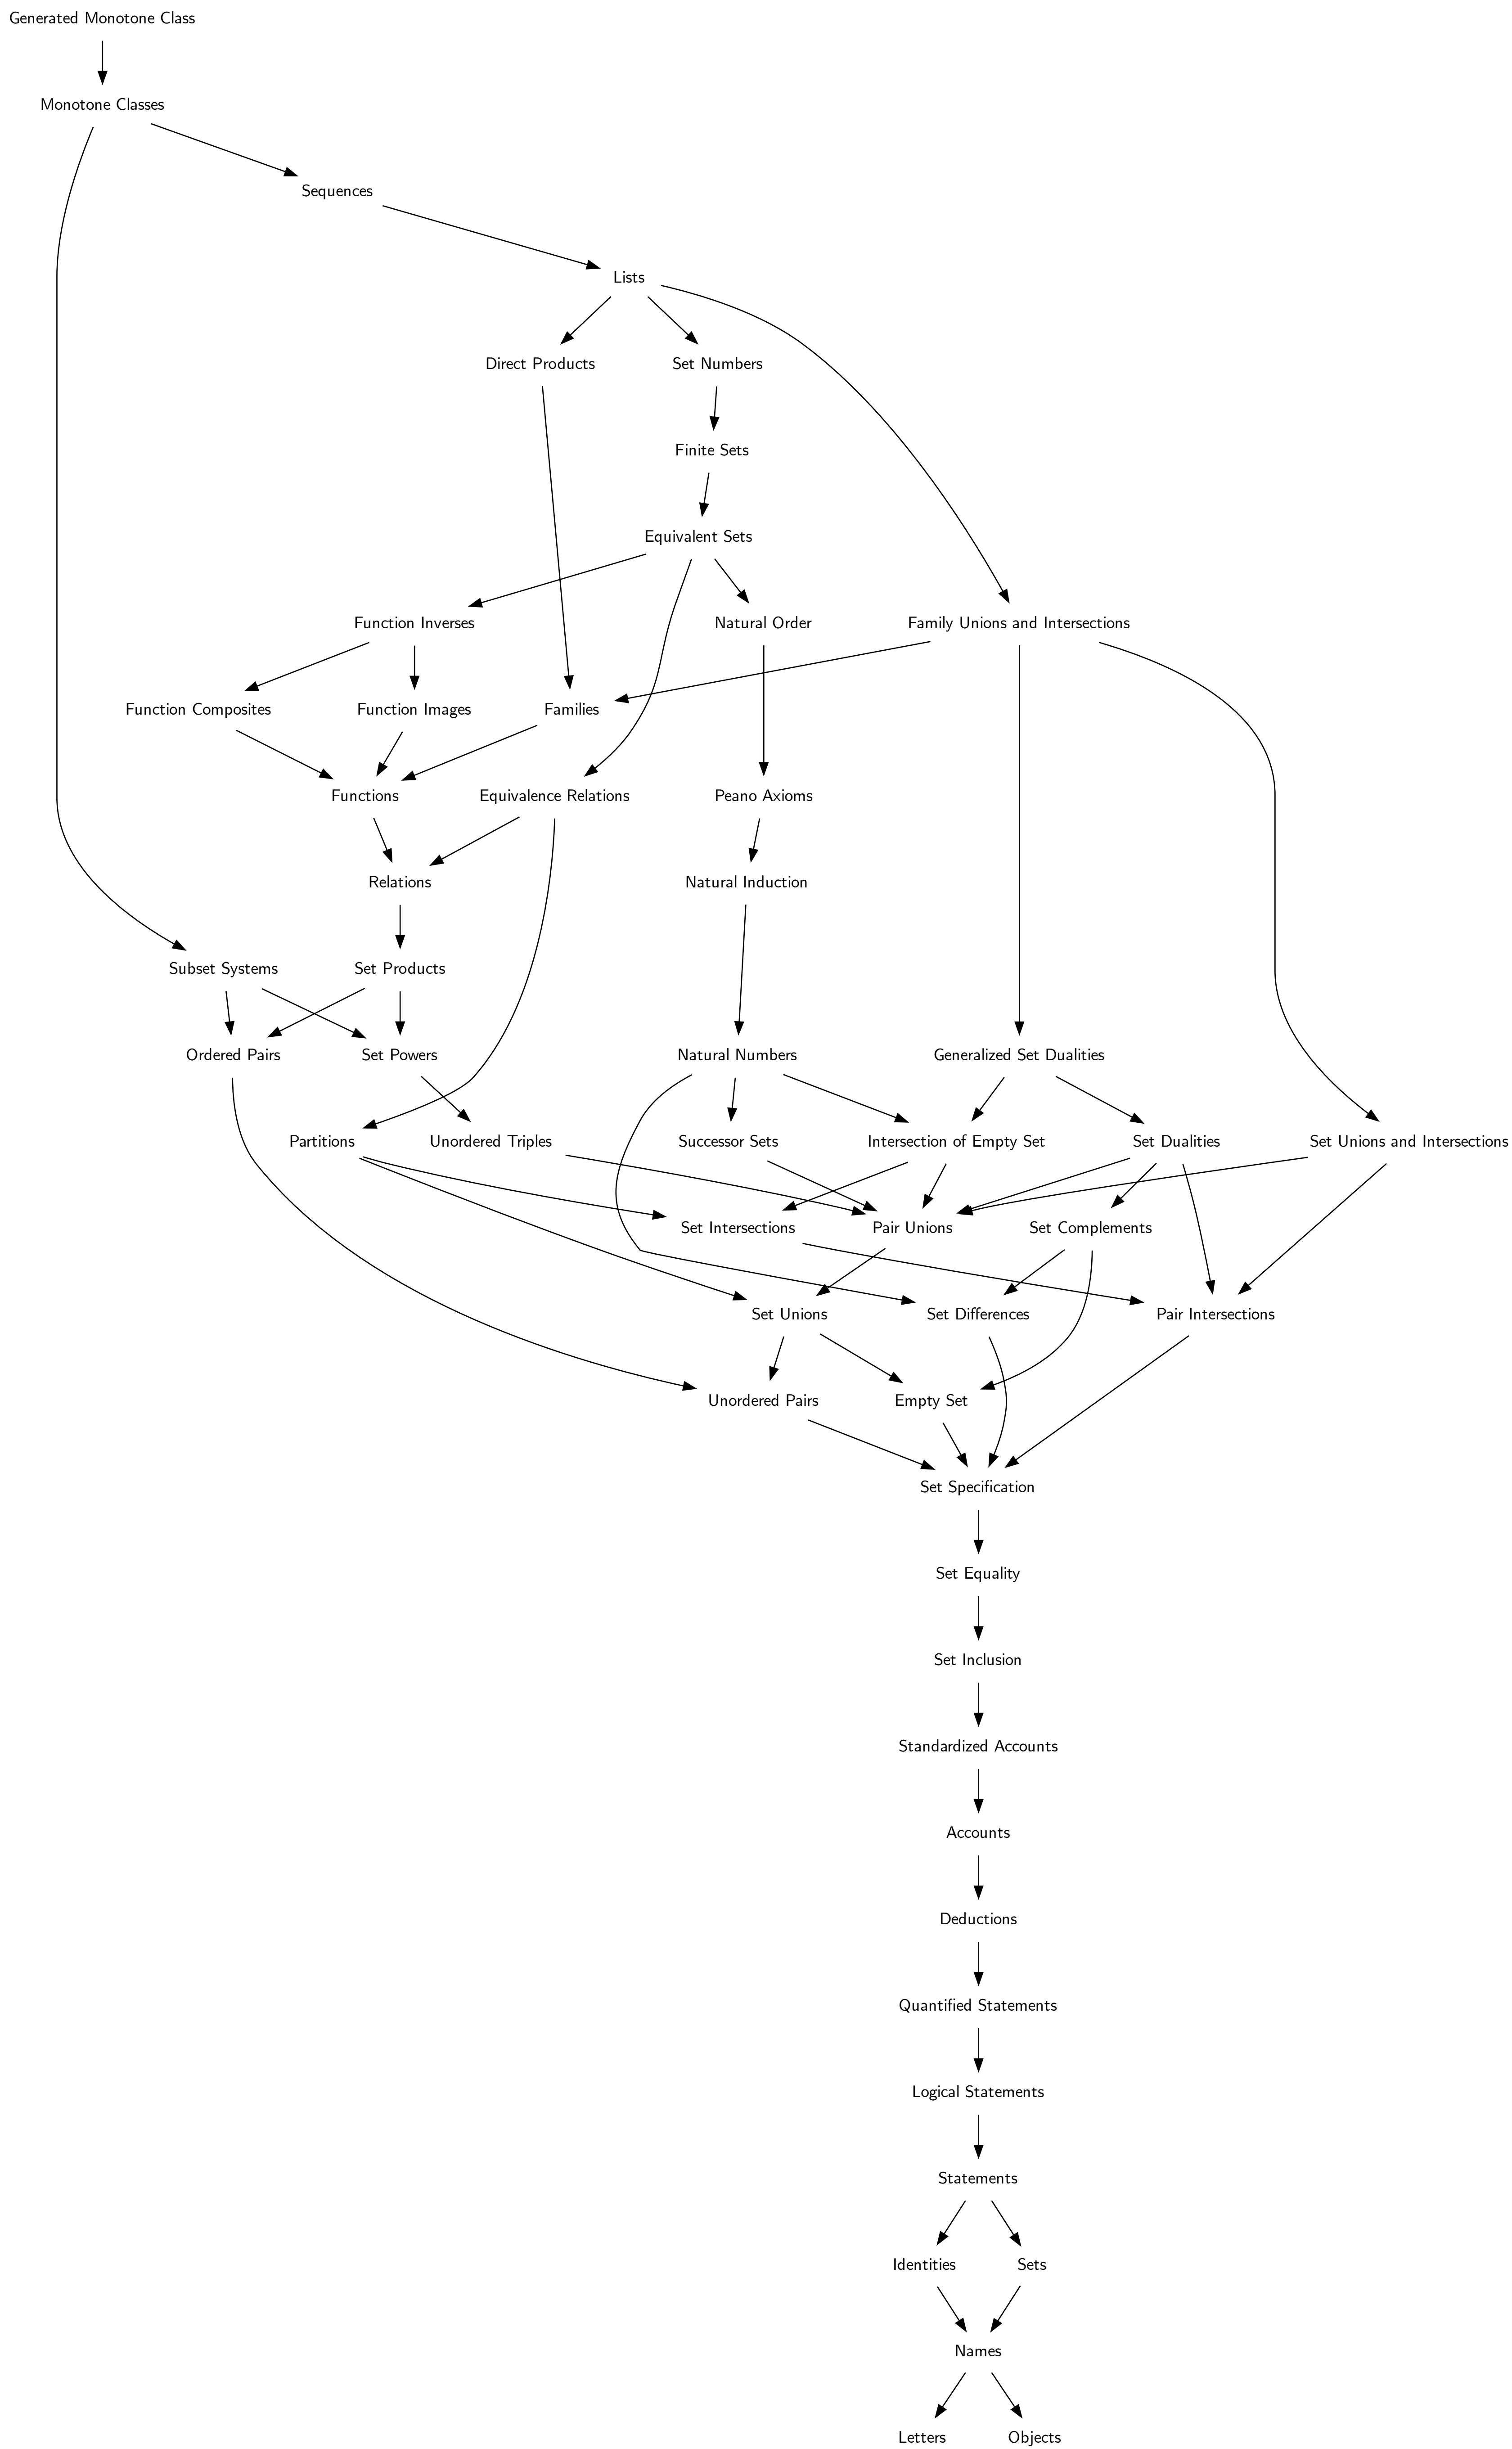 Generated Monotone Class
Monotone Classes
Sequences
Lists
Direct Products
Set Numbers
Finite Sets
Equivalent Sets
Function Inverses
Natural Order
Family Unions and Intersections
Function Composites
Function Images
Families
Functions
Equivalence Relations
Peano Axioms
Relations
Natural Induction
Subset Systems
Set Products
Ordered Pairs
Set Powers
Natural Numbers
Generalized Set Dualities
Partitions
Unordered Triples
Successor Sets
Intersection of Empty Set
Set Dualities
Set Unions and Intersections
Set Intersections
Pair Unions
Set Complements
Set Unions
Set Differences
Pair Intersections
Unordered Pairs
Empty Set
Set Specification
Set Equality
Set Inclusion
Standardized Accounts
Accounts
Deductions
Quantified Statements
Logical Statements
Statements
Identities
Sets
Names
Letters
Objects